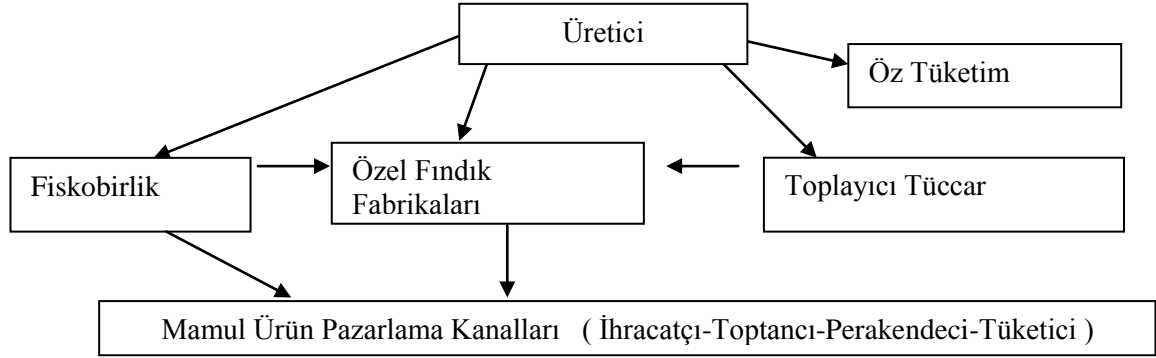 Üretici
Öz Tüketim
Fiskobirlik
Özel Fındık
Fabrikaları
Toplayıcı Tüccar
Mamul Ürün Pazarlama Kanalları ( İhracatçı-Toptancı-Perakendeci-Tüketici )